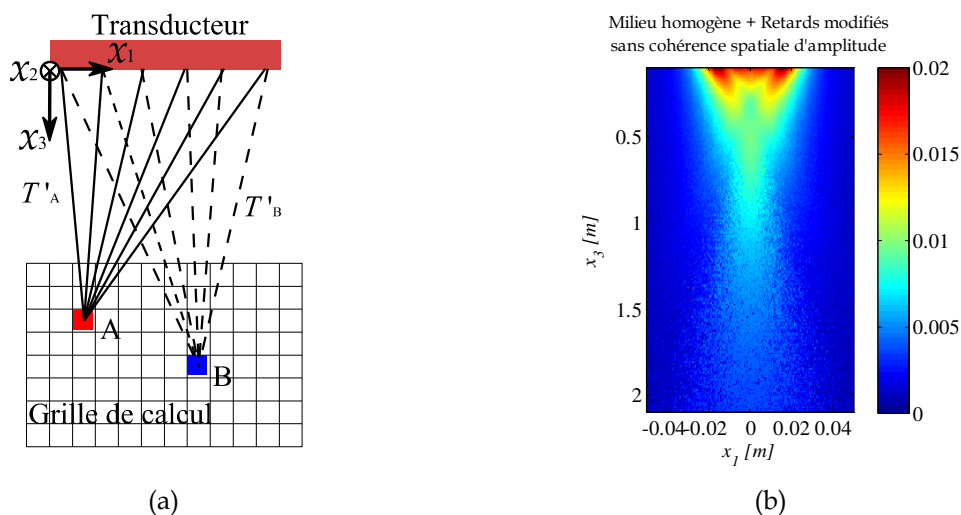 Transducteur
x1
x2
x3
T'A
T'B
A
B
Grille de calcul
(a)
Milieu homogène + Retards modifiés
sans cohérence spatiale d'amplitude
0.5
1
1.5
2
x3 [m]
-0.04 -0.02 0 0.02 0.04
x1 [m]
0.02
0.015
0.01
0.005
0
(b)